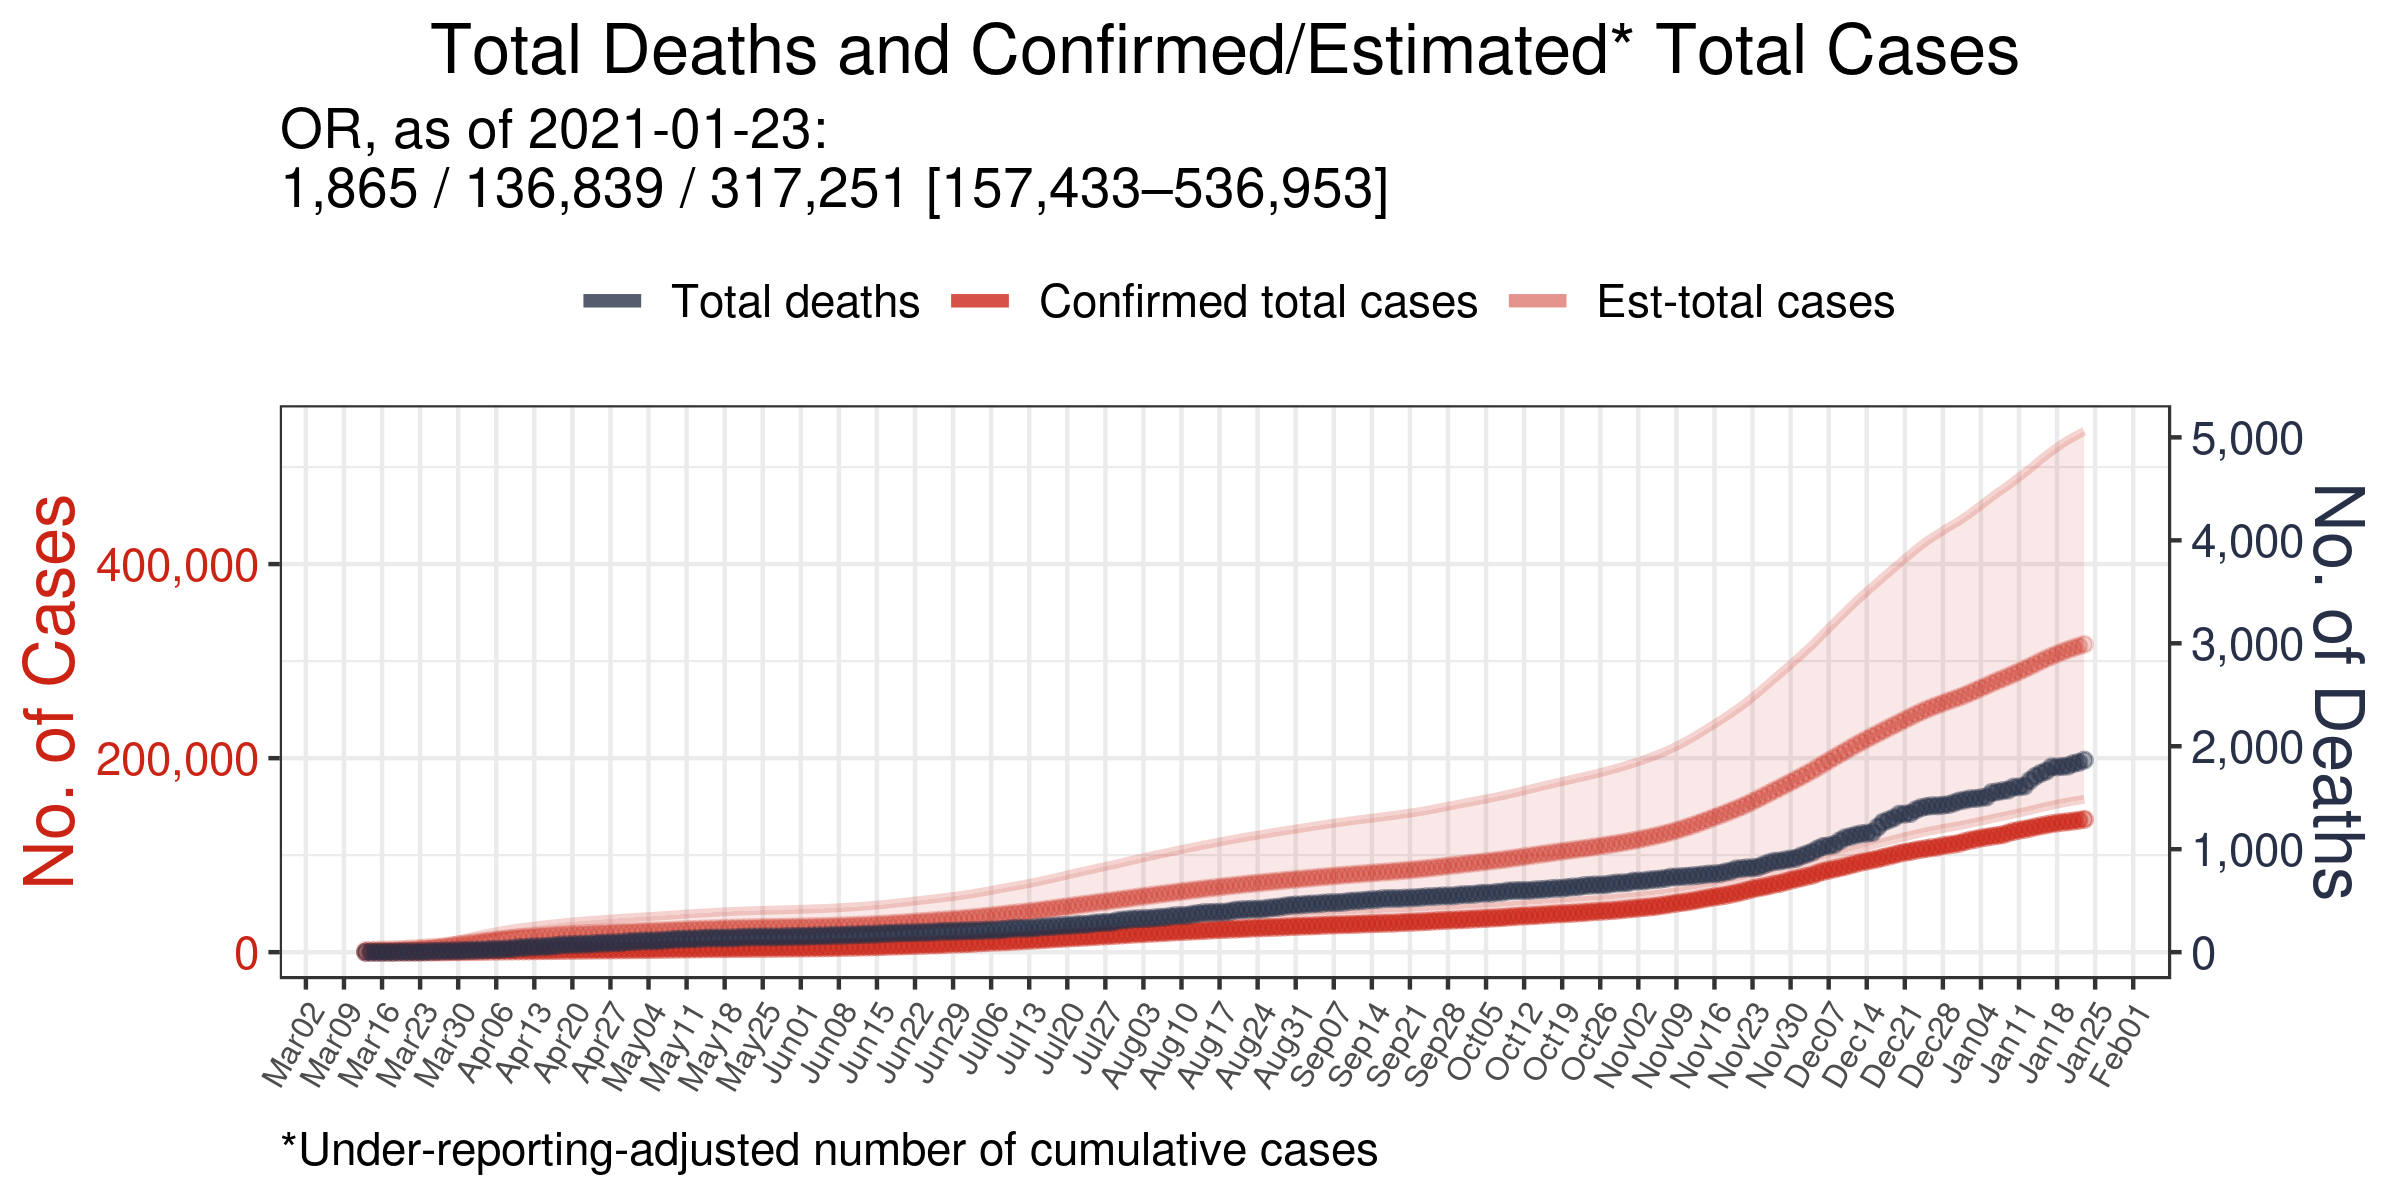 Total Deaths and Confirmed/Estimated* Total Cases
OR, as of 2021-01-23:
1,865 / 136,839 / 317,251 [157,433–536,953]
Total deaths
Confirmed total cases
Est-total cases
No. of Cases
400,000
200,000
0
5,000
4,000
3,000
2,000
1,000
0
No. of Deaths
Mar02
Mar09
Mar16
Mar23
Mar30
Apr06
Apr13
Apr20
Apr27
May04
May11
May18
May25
Jun01
Jun08
Jun15
Jun22
Jun29
Jul06
Jul13
Jul20
Jul27
Aug03
Aug10
Aug17
Aug24
Aug31
Sep07
Sep14
Sep21
Sep28
Oct05
Oct12
Oct19
Oct26
Nov02
Nov09
Nov16
Nov23
Nov30
Dec07
Dec14
Dec21
Dec28
Jan04
Jan11
Jan18
Jan25
Feb01
*Under-reporting-adjusted number of cumulative cases